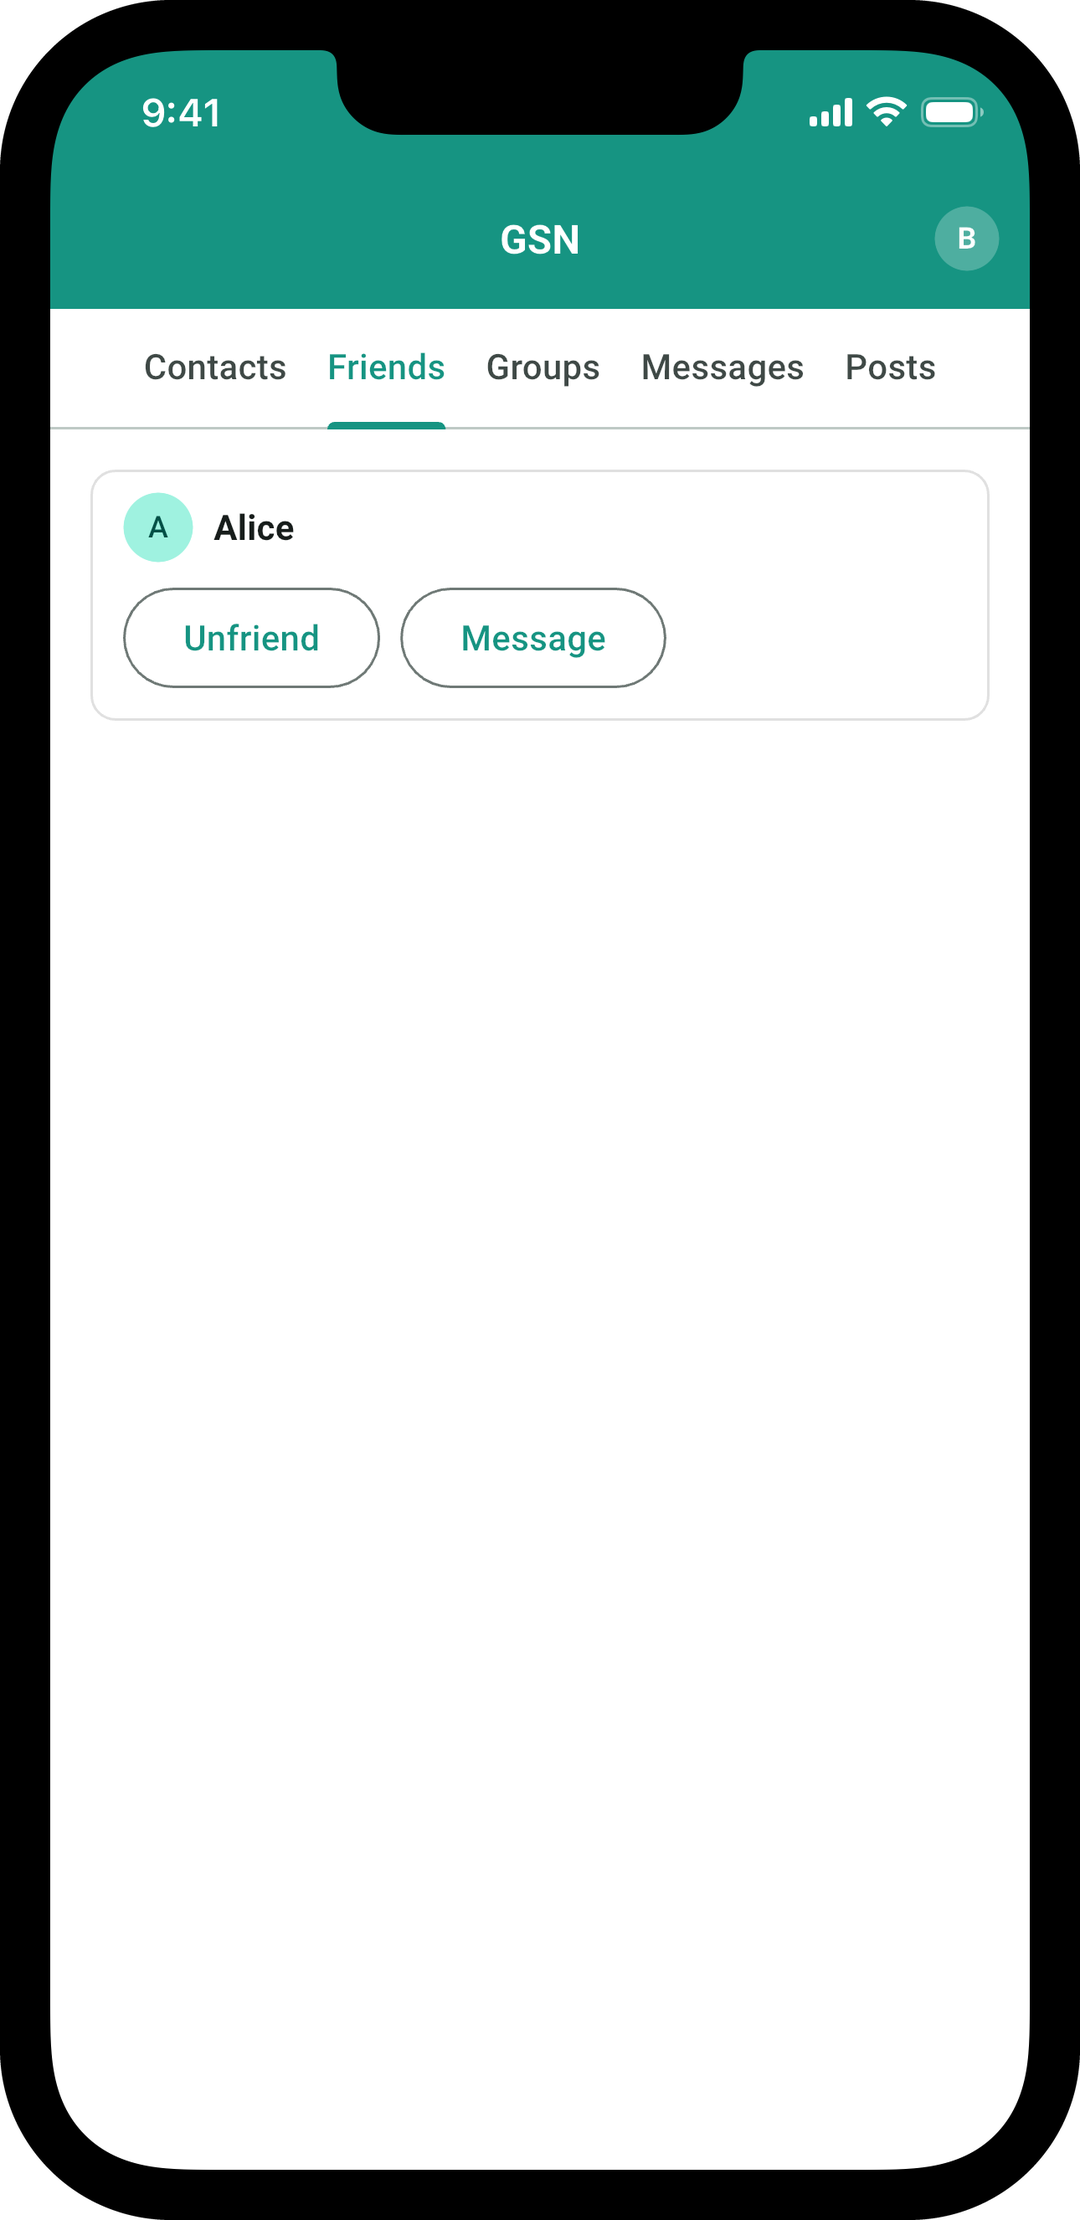 9:41
GSN
B
Contacts Friends Groups Messages Posts
A Alice
Unfriend Message